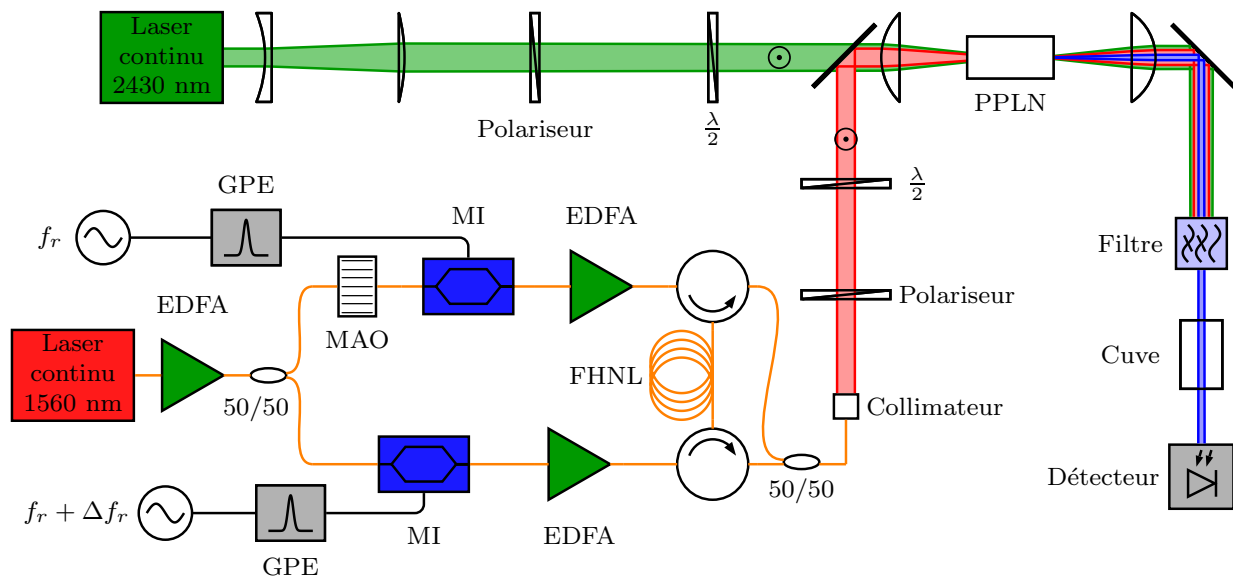 Laser
continu
2430 nm
Polariseur
λ/2
PPLN
λ/2
GPE
MI
EDFA
f_r
Filtre
EDFA
Polariseur
MAO
Laser
continu
1560 nm
FHNL
Cuve
50/50
Collimateur
Détecteur
50/50
f_r + Δf_r
MI
EDFA
GPE